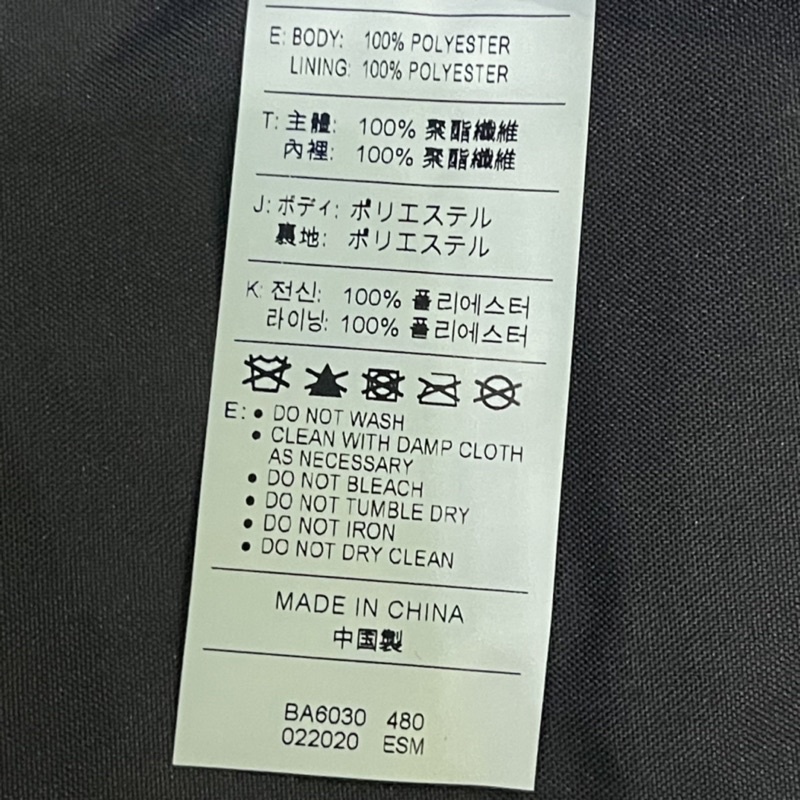 E: BODY: 100% POLYESTER
LINING: 100% POLYESTER
T: 主體: 100% 聚酯纖維
內裡: 100% 聚酯纖維
J: ボディ: ポリエステル
裏地: ポリエステル
K: 전신: 100% 폴리에스터
라이닝: 100% 폴리에스터
E: • DO NOT WASH
• CLEAN WITH DAMP CLOTH
AS NECESSARY
• DO NOT BLEACH
• DO NOT TUMBLE DRY
• DO NOT IRON
• DO NOT DRY CLEAN
MADE IN CHINA
中国製
BA6030 480
022020 ESM